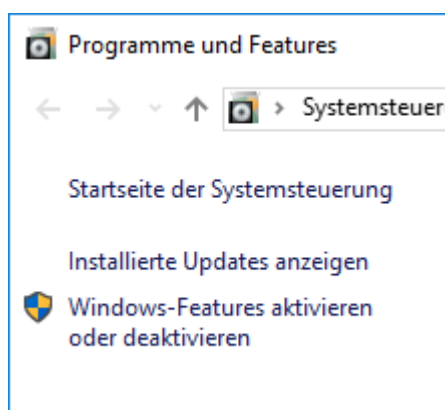 Programme und Features
Systemsteuer
Startseite der Systemsteuerung
Installierte Updates anzeigen
Windows-Features aktivieren
oder deaktivieren